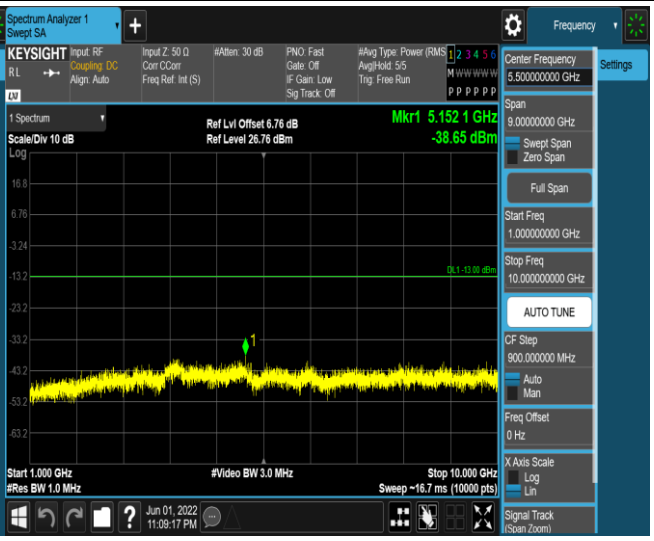 Spectrum Analyzer 1
Swept SA
+
Frequency
KEYSIGHT
RL
LXI
Input: RF
Coupling: DC
Align: Auto
Input Z: 50 Ω
Corr CCorr
Freq Ref: Int (S)
#Atten: 30 dB
PNO: Fast
Gate: Off
IF Gain: Low
Sig Track: Off
#Avg Type: Power (RMS
Avg|Hold: 5/5
Trig: Free Run
1 2 3 4 5 6
M W W W W W
P P P P P P
Center Frequency
5.500000000 GHz
Settings
1 Spectrum
Scale/Div 10 dB
Log
Ref Lvl Offset 6.76 dB
Ref Level 26.76 dBm
Mkr1 5.152 1 GHz
-38.65 dBm
Span
9.00000000 GHz
Swept Span
Zero Span
Full Span
Start Freq
1.000000000 GHz
Stop Freq
10.000000000 GHz
AUTO TUNE
CF Step
900.000000 MHz
Auto
Man
Freq Offset
0 Hz
X Axis Scale
Log
Lin
Signal Track
(Span Zoom)
16.8
6.76
-3.24
-13.2
DL1 -13.00 dBm
-23.2
-33.2
1
-43.2
-53.2
-63.2
Start 1.000 GHz
#Video BW 3.0 MHz
Stop 10.000 GHz
#Res BW 1.0 MHz
Sweep ~16.7 ms (10000 pts)
?
Jun 01, 2022
11:09:17 PM